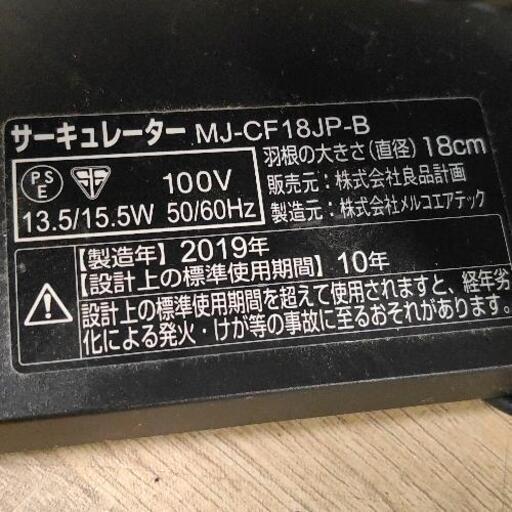 サーキュレーター MJ-CF18JP-B
PSE
100V
13.5/15.5W 50/60Hz
羽根の大きさ(直径) 18cm
販売元:株式会社良品計画
製造元:株式会社メルコエアテック
【製造年】2019年
【設計上の標準使用期間】10年
設計上の標準使用期間を超えて使用されますと、経年劣
化による発火・けが等の事故に至るおそれがあります。